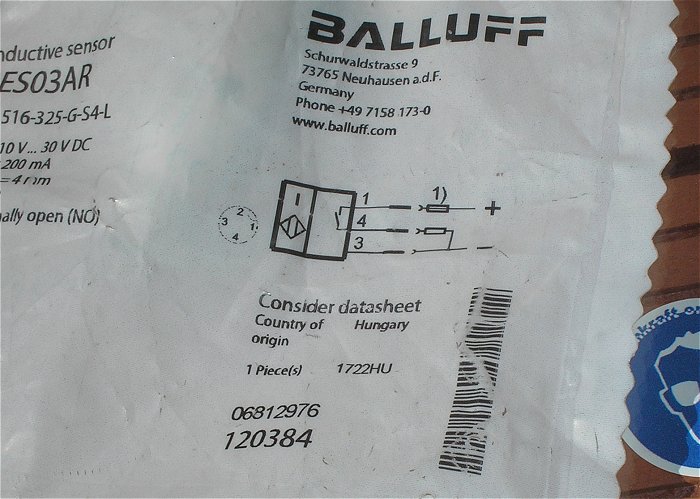 nductive sensor
ES03AR
516-325-G-S4-L
10 V... 30 V DC
200 mA
= 4 mm
ally open (NO)
BALLUFF
Schurwaldstrasse 9
73765 Neuhausen a.d.F.
Germany
Phone +49 7158 173-0
www.balluff.com
2
3 1
4
1 1) +
4
3 –
Consider datasheet
Country of Hungary
origin
1 Piece(s) 1722HU
06812976
120384